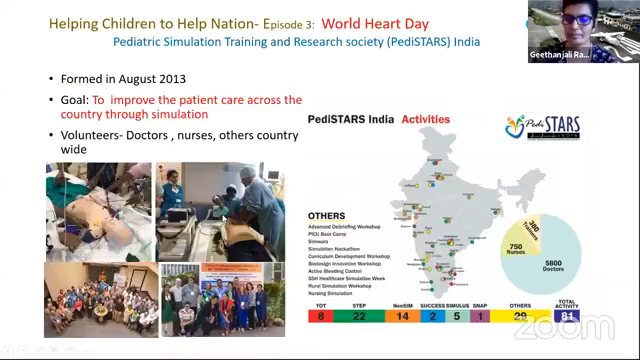 Helping Children to Help Nation- Episode 3: World Heart Day
Pediatric Simulation Training and Research society (PediSTARS) India
Geethanjali Ra...
• Formed in August 2013
• Goal: To improve the patient care across the
country through simulation
• Volunteers- Doctors , nurses, others country
wide
PediSTARS India Activities
Pedi STARS
INDIA
OTHERS
Advanced Debriefing Workshop
PICU Boot Camp
Simwars
Simulation Hackathon
Curriculum Development Workshop
Biodesign Innovation Workshop
Active Bleeding Control
SSH Healthcare Simulation Week
Rural Simulation Workshop
Nursing Simulation
380
Trainees
750
Nurses
5800
Doctors
TOT STEP NeoSIM SUCCESS SIMULUS SNAP OTHERS TOTAL ACTIVITY
6 22 14 2 5 1 29 81
zoom